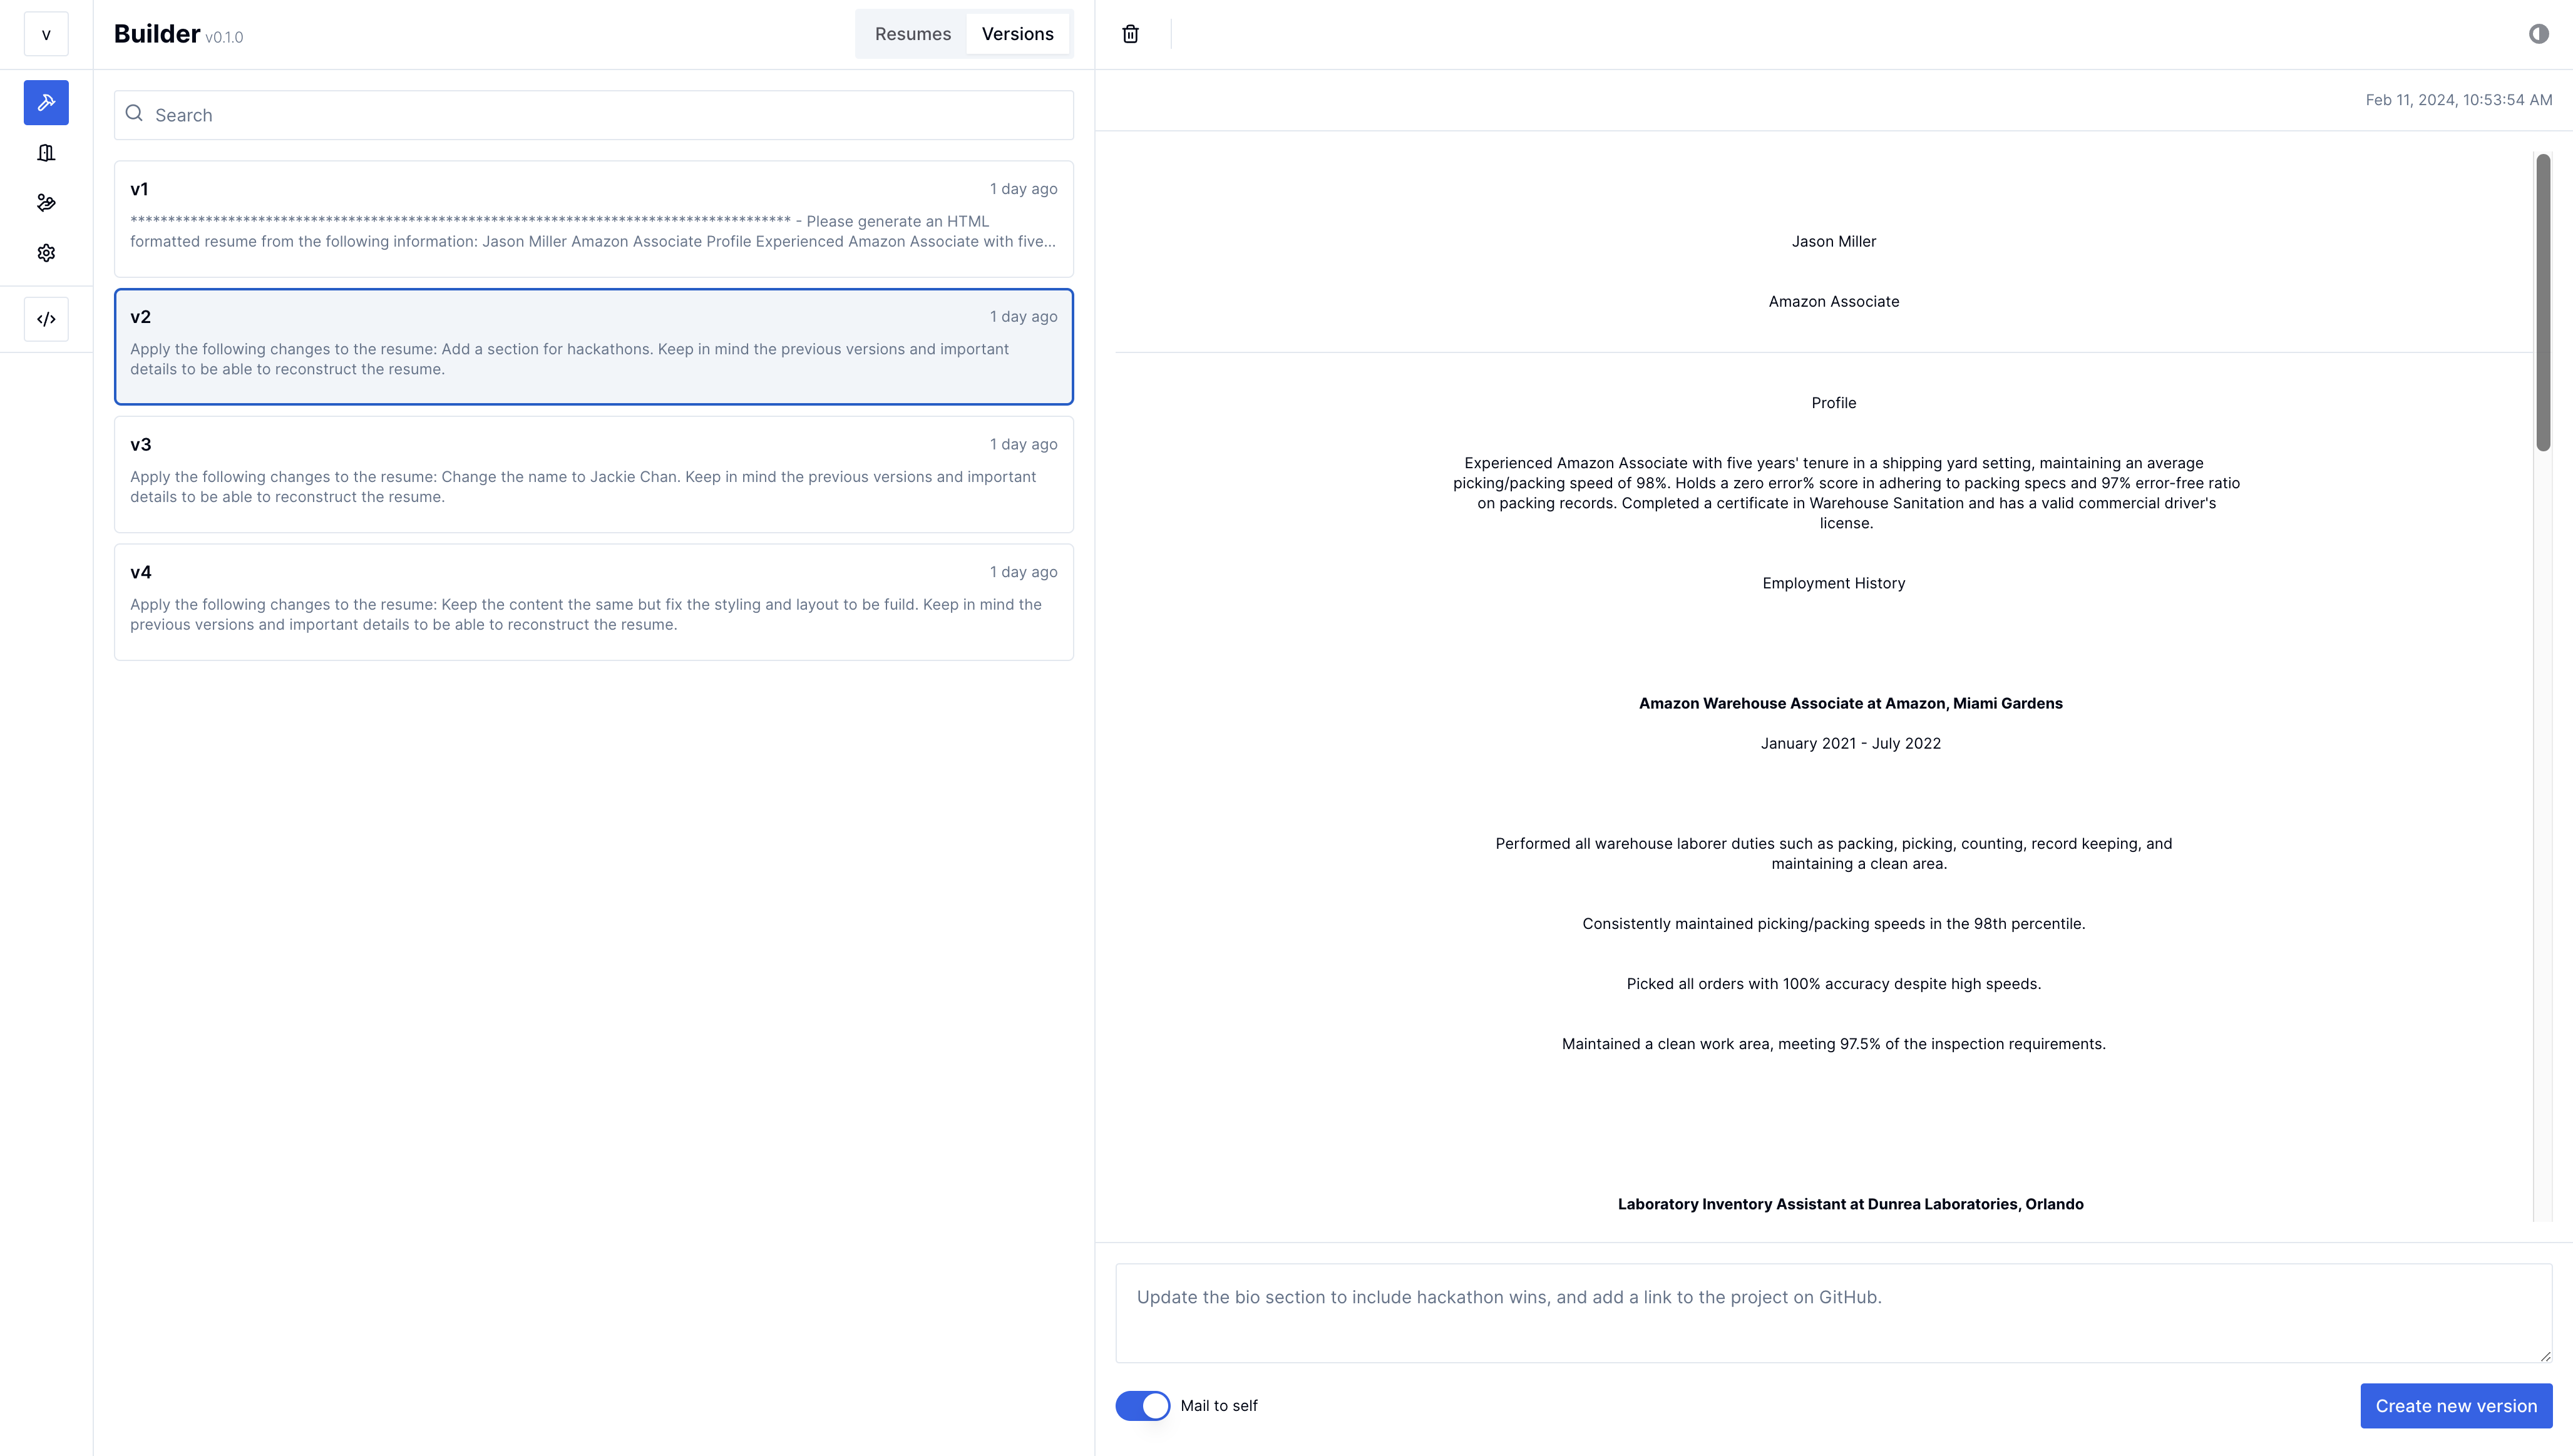 v
Builder v0.1.0
Resumes
Versions
Feb 11, 2024, 10:53:54 AM
Search
v1
1 day ago
**************************************************************************************** - Please generate an HTML
formatted resume from the following information: Jason Miller Amazon Associate Profile Experienced Amazon Associate with five...
v2
1 day ago
Apply the following changes to the resume: Add a section for hackathons. Keep in mind the previous versions and important
details to be able to reconstruct the resume.
v3
1 day ago
Apply the following changes to the resume: Change the name to Jackie Chan. Keep in mind the previous versions and important
details to be able to reconstruct the resume.
v4
1 day ago
Apply the following changes to the resume: Keep the content the same but fix the styling and layout to be fuild. Keep in mind the
previous versions and important details to be able to reconstruct the resume.
Jason Miller
Amazon Associate
Profile
Experienced Amazon Associate with five years' tenure in a shipping yard setting, maintaining an average
picking/packing speed of 98%. Holds a zero error% score in adhering to packing specs and 97% error-free ratio
on packing records. Completed a certificate in Warehouse Sanitation and has a valid commercial driver's
license.
Employment History
Amazon Warehouse Associate at Amazon, Miami Gardens
January 2021 - July 2022
Performed all warehouse laborer duties such as packing, picking, counting, record keeping, and
maintaining a clean area.
Consistently maintained picking/packing speeds in the 98th percentile.
Picked all orders with 100% accuracy despite high speeds.
Maintained a clean work area, meeting 97.5% of the inspection requirements.
Laboratory Inventory Assistant at Dunrea Laboratories, Orlando
Update the bio section to include hackathon wins, and add a link to the project on GitHub.
Mail to self
Create new version